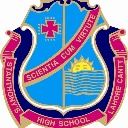 SCIENTIA CUM VIRTUTE
ST.ANTHONY'S
HIGH SCHOOL
LAHORE CANTT